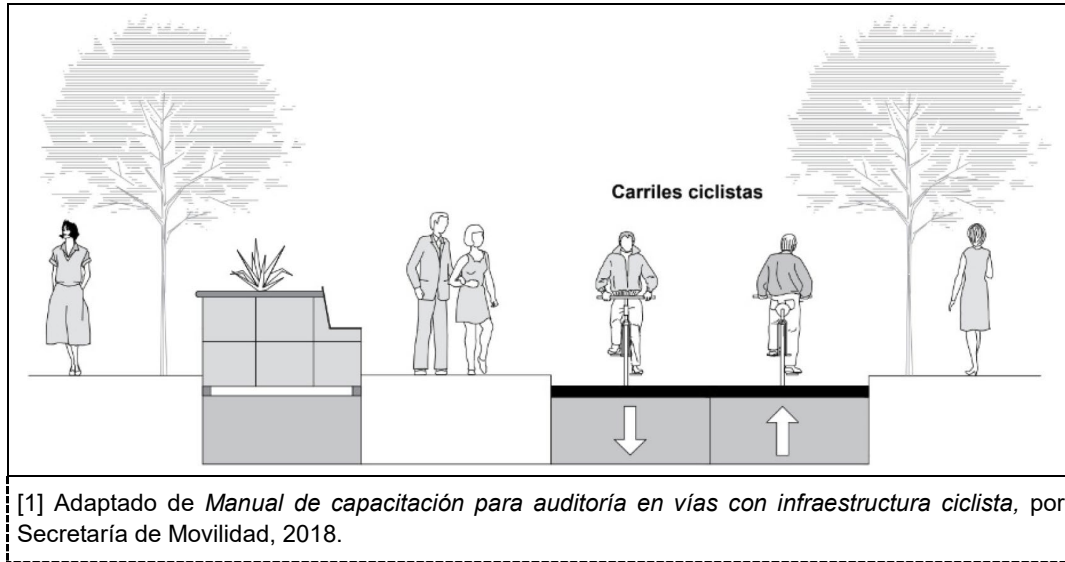 Carriles ciclistas
[1] Adaptado de Manual de capacitación para auditoría en vías con infraestructura ciclista, por
Secretaría de Movilidad, 2018.